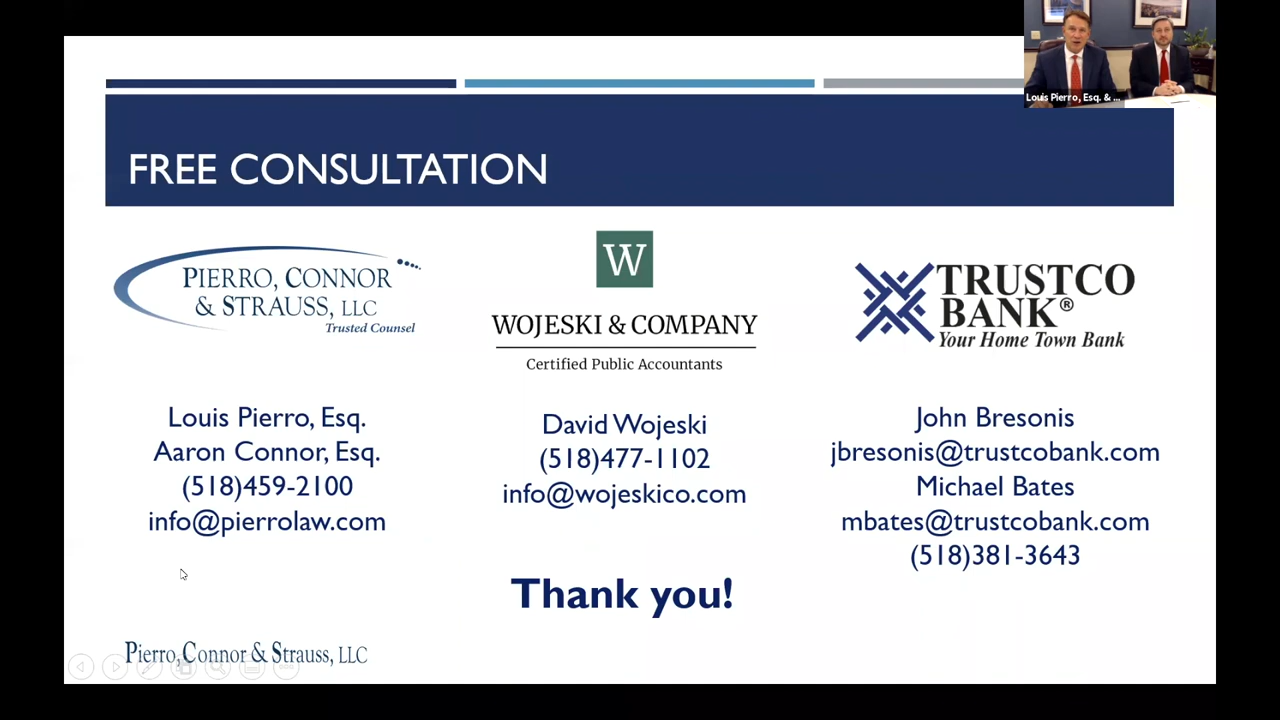 Louis Pierro, Esq. & ...
FREE CONSULTATION
PIERRO, CONNOR
& STRAUSS, LLC
Trusted Counsel
Louis Pierro, Esq.
Aaron Connor, Esq.
(518)459-2100
info@pierrolaw.com
W
WOJESKI & COMPANY
Certified Public Accountants
David Wojeski
(518)477-1102
info@wojeskico.com
TRUSTCO
BANK®
Your Home Town Bank
John Bresonis
jbresonis@trustcobank.com
Michael Bates
mbates@trustcobank.com
(518)381-3643
Thank you!
Pierro, Connor & Strauss, LLC